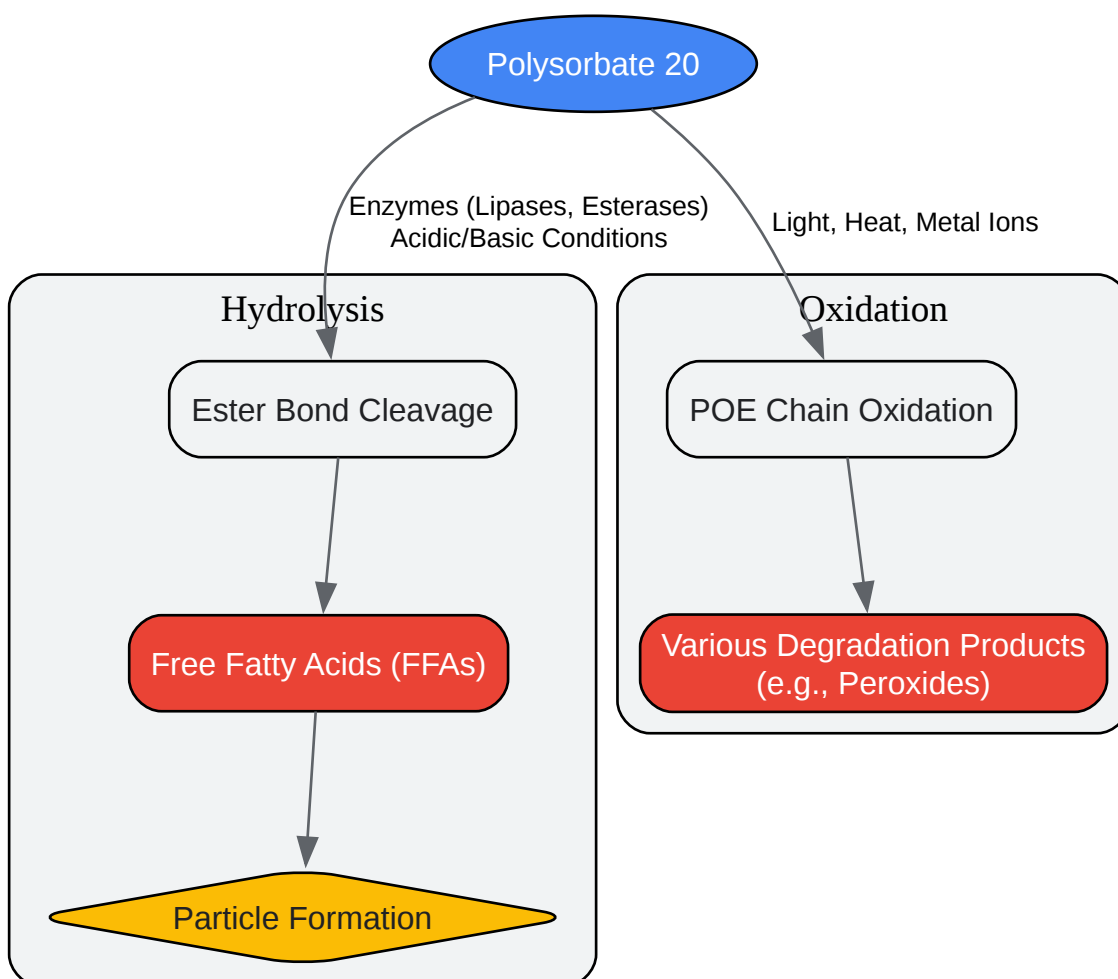 Polysorbate 20
Enzymes (Lipases, Esterases)
Acidic/Basic Conditions
Light, Heat, Metal Ions
Hydrolysis
Oxidation
Ester Bond Cleavage
POE Chain Oxidation
Free Fatty Acids (FFAs)
Various Degradation Products
(e.g., Peroxides)
Particle Formation